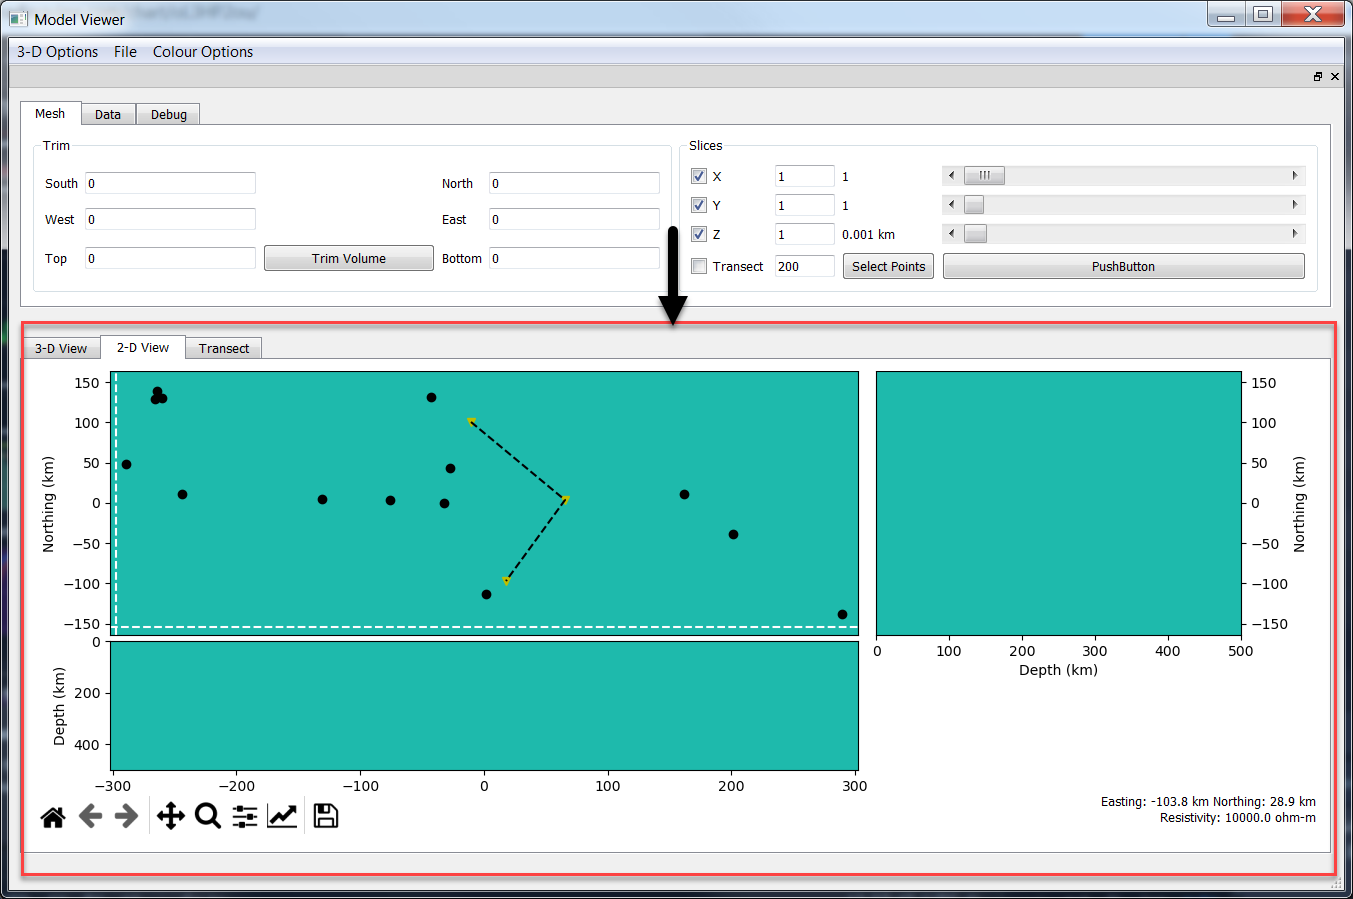 Model Viewer
3-D Options File Colour Options
Mesh Data Debug
Trim
South 0 North 0
West 0 East 0
Top 0 Trim Volume Bottom 0
Slices
X 1 1
Y 1 1
Z 1 0.001 km
Transect 200 Select Points PushButton
3-D View 2-D View Transect
150
100
50
0
−50
−100
−150
Northing (km)
0
200
400
Depth (km)
−300 −200 −100 0 100 200 300
150
100
50
0
−50
−100
−150
Northing (km)
0 100 200 300 400 500
Depth (km)
Easting: -103.8 km Northing: 28.9 km
Resistivity: 10000.0 ohm-m